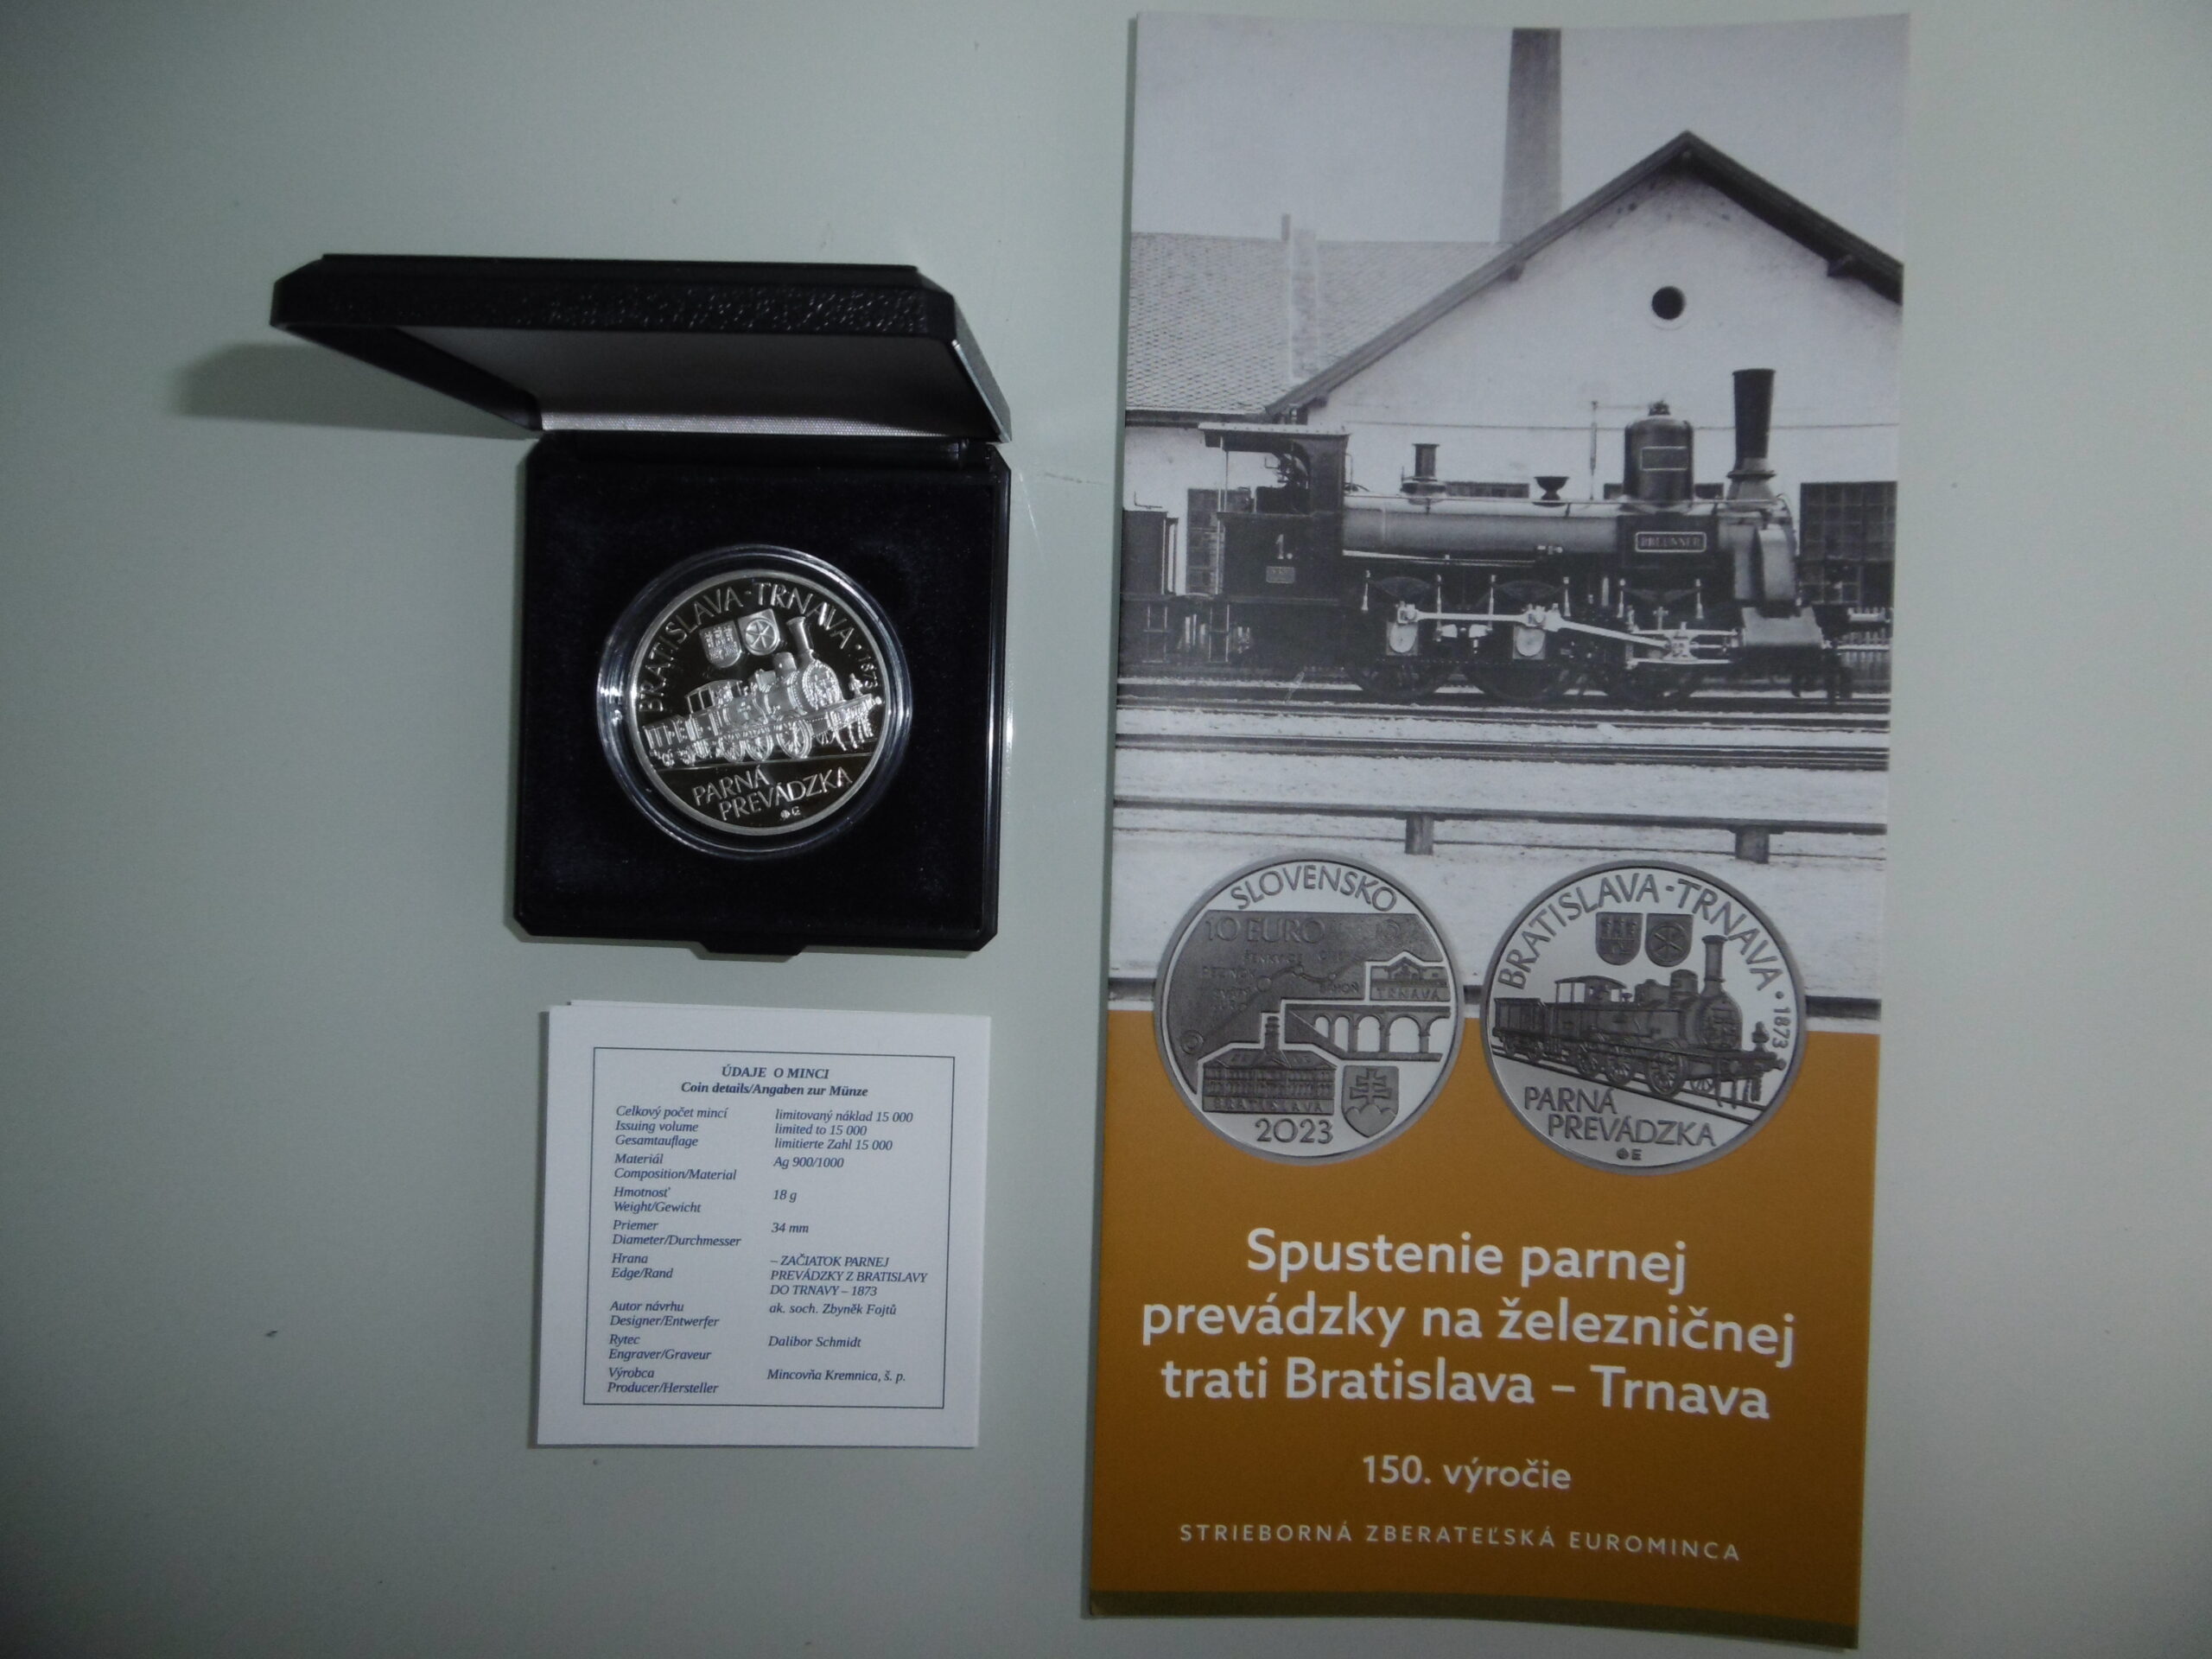 BRATISLAVA-TRNAVA • 1873
PARNÁ
PREVÁDZKA
ÚDAJE O MINCI
Coin details/Angaben zur Münze
Celkový počet mincí limitovaný náklad 15 000
Issuing volume limited to 15 000
Gesamtauflage limitierte Zahl 15 000
Materiál Ag 900/1000
Composition/Material
Hmotnosť 18 g
Weight/Gewicht
Priemer 34 mm
Diameter/Durchmesser
Hrana – ZAČIATOK PARNEJ
Edge/Rand PREVÁDZKY Z BRATISLAVY
DO TRNAVY – 1873
Autor návrhu ak. soch. Zbyněk Fojtů
Designer/Entwerfer
Rytec Dalibor Schmidt
Engraver/Graveur
Výrobca Mincovňa Kremnica, š. p.
Producer/Hersteller
1.
SLOVENSKO
10 EURO
TRNAVA
BRATISLAVA
2023
BRATISLAVA-TRNAVA • 1873
PARNÁ
PREVÁDZKA
Spustenie parnej
prevádzky na železničnej
trati Bratislava – Trnava
150. výročie
STRIEBORNÁ ZBERATEĽSKÁ EUROMINCA